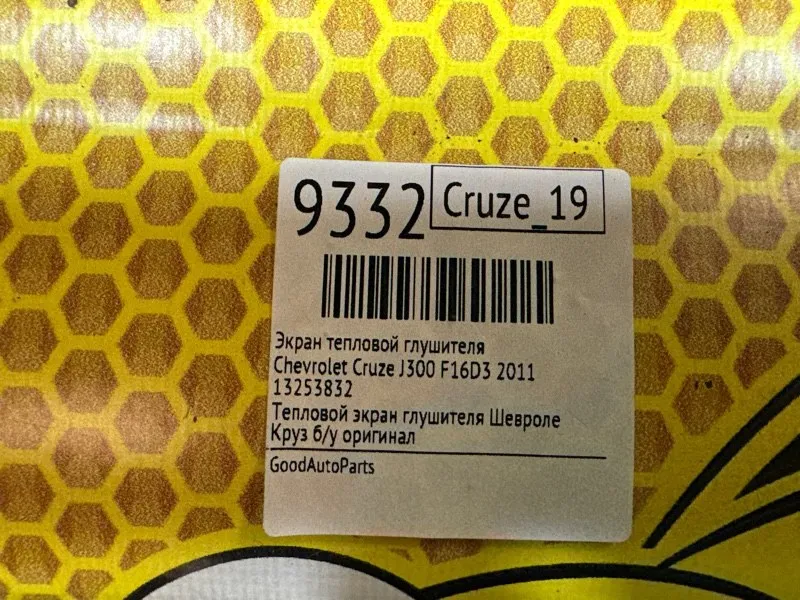 9332
Cruze_19
Экран тепловой глушителя
Chevrolet Cruze J300 F16D3 2011
13253832
Тепловой экран глушителя Шевроле
Круз б/у оригинал
GoodAutoParts